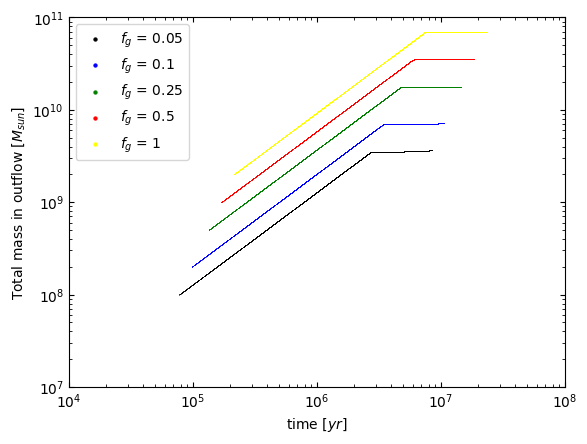 10^11
10^10
10^9
10^8
10^7
Total mass in outflow [M_sun]
f_g = 0.05
f_g = 0.1
f_g = 0.25
f_g = 0.5
f_g = 1
10^4 10^5 10^6 10^7 10^8
time [yr]